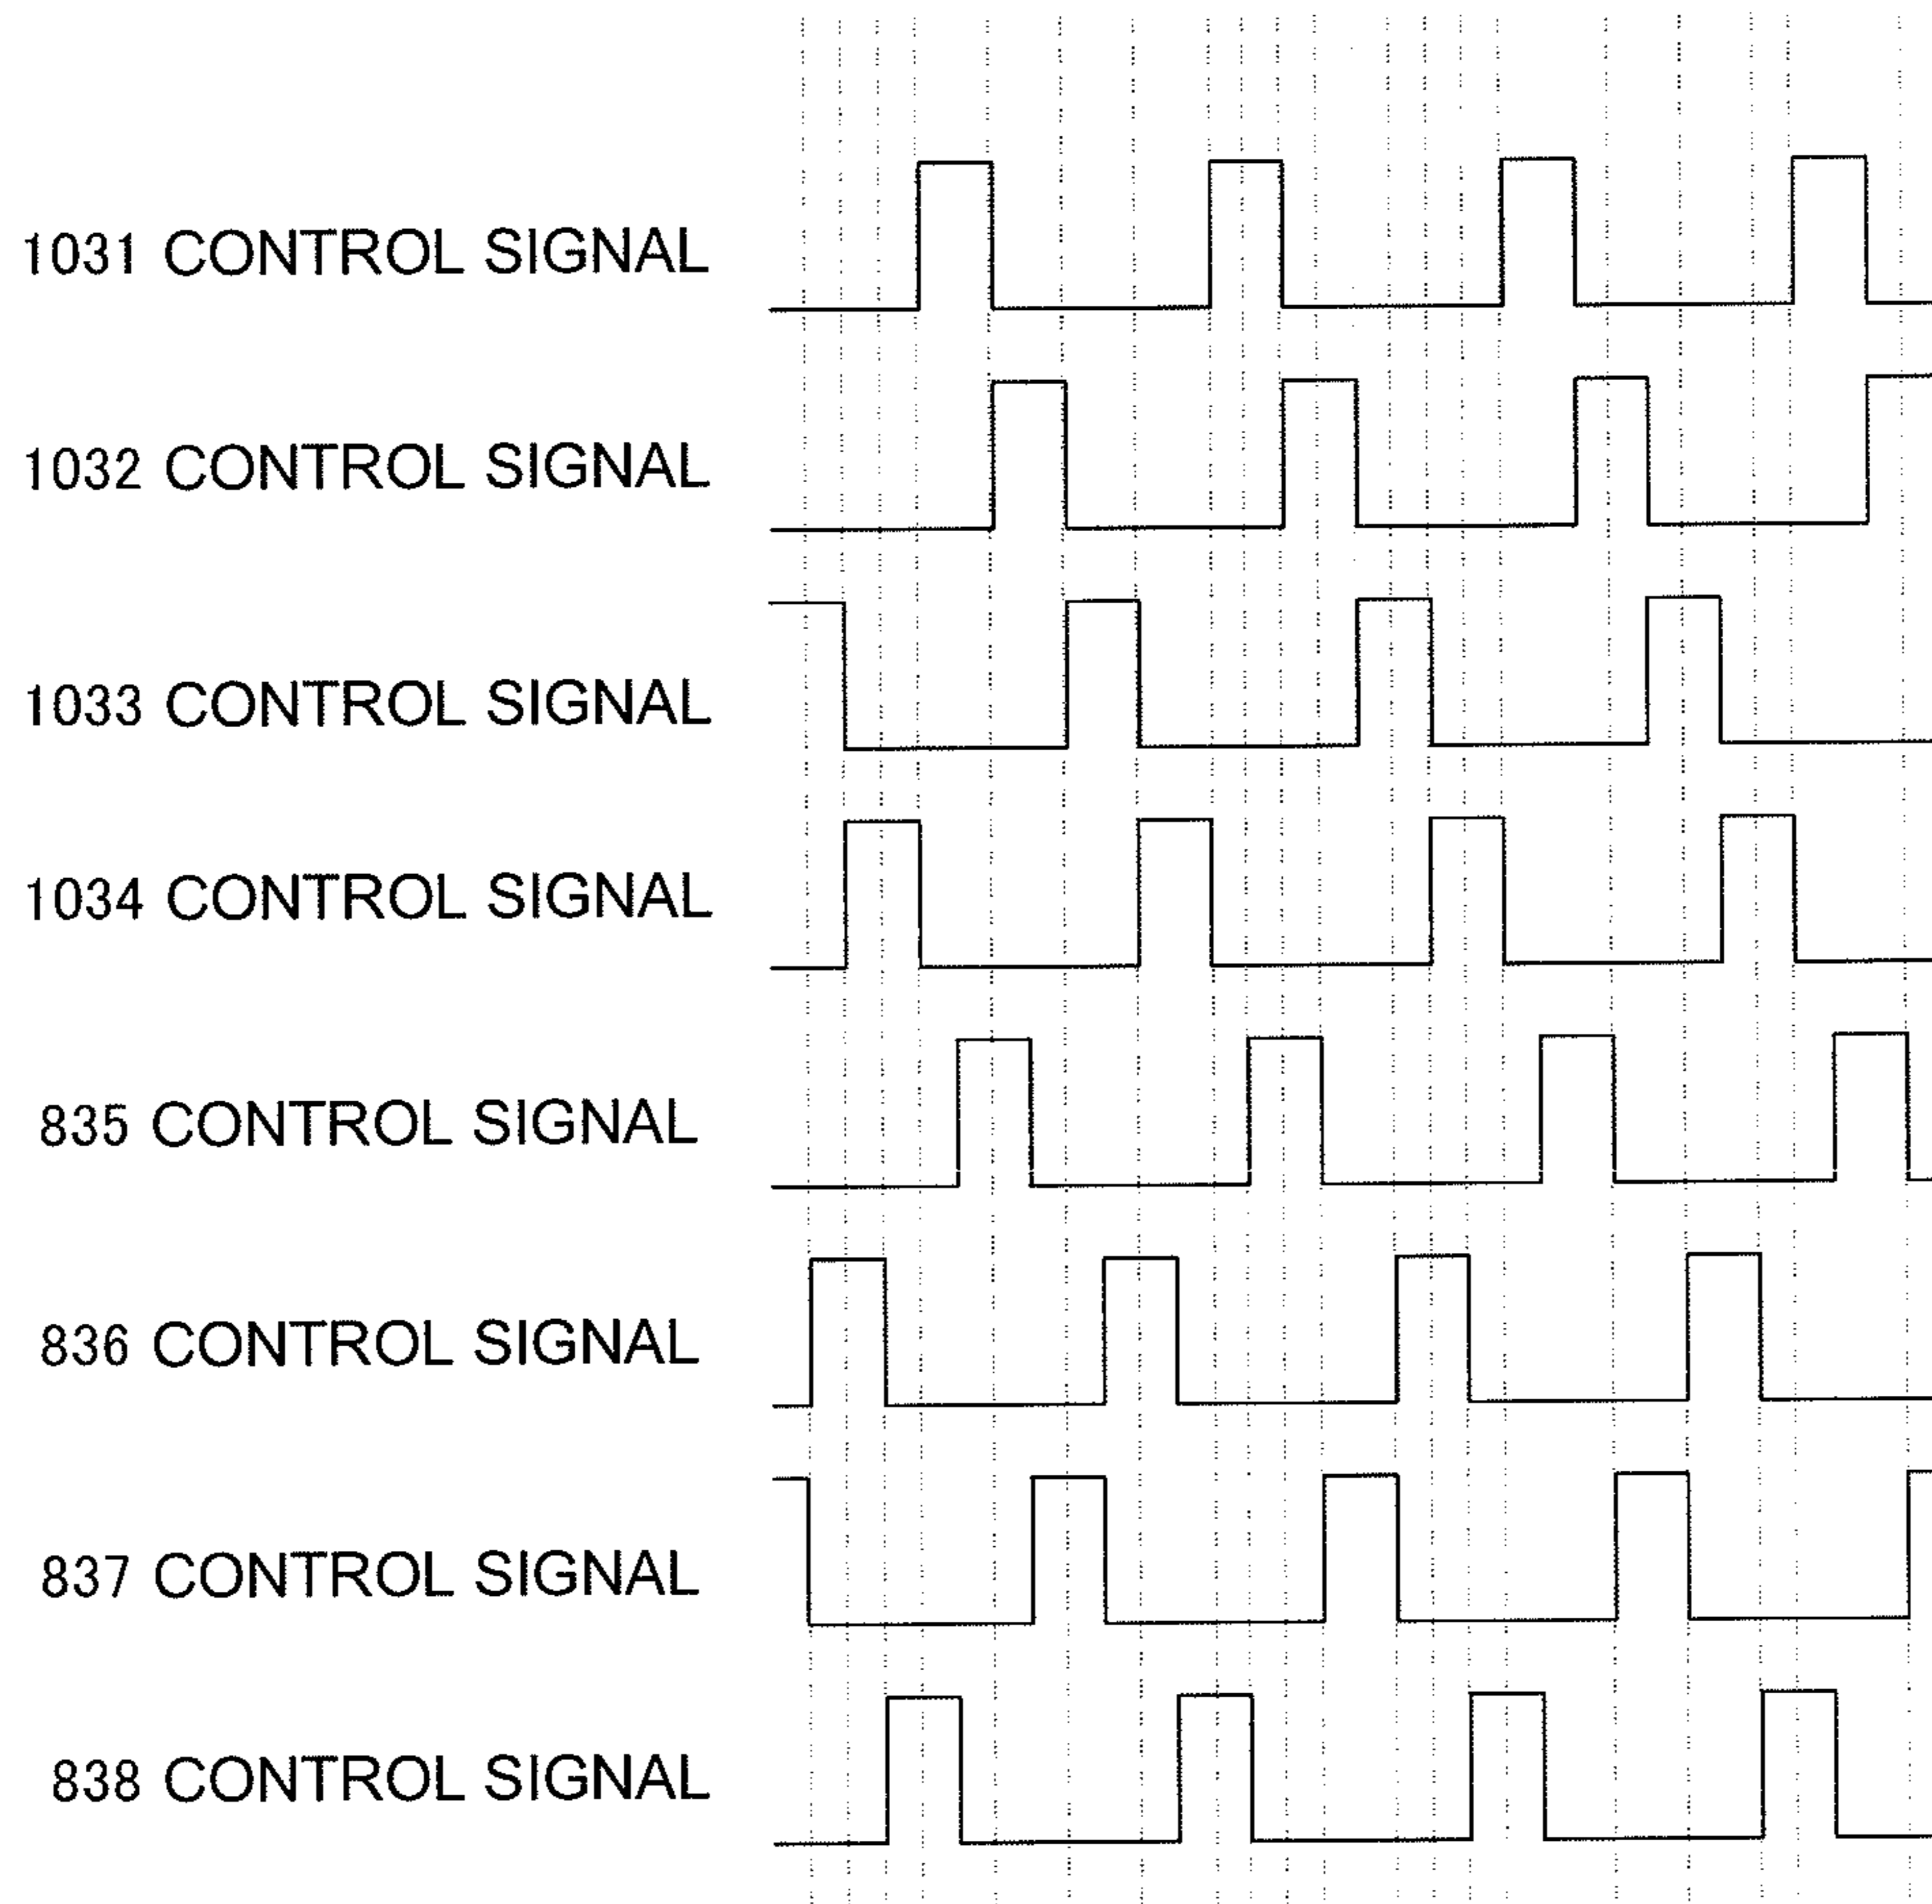 1031 CONTROL SIGNAL
1032 CONTROL SIGNAL
1033 CONTROL SIGNAL
1034 CONTROL SIGNAL
835 CONTROL SIGNAL
836 CONTROL SIGNAL
837 CONTROL SIGNAL
838 CONTROL SIGNAL